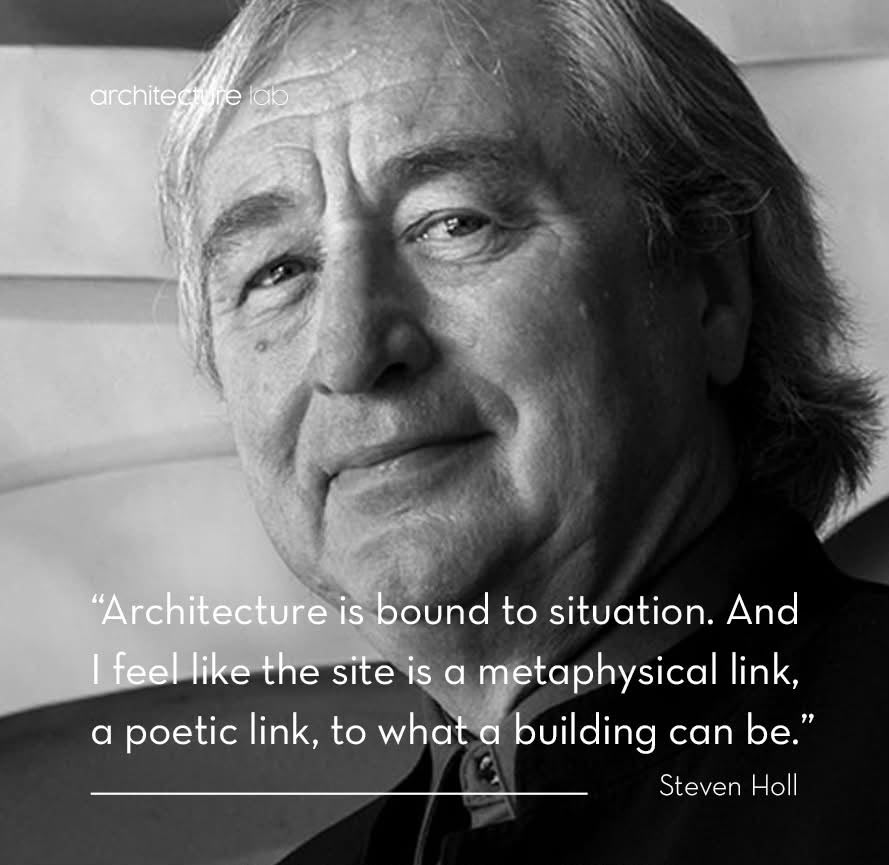 architecture lab
“Architecture is bound to situation. And
I feel like the site is a metaphysical link,
a poetic link, to what a building can be.”
Steven Holl